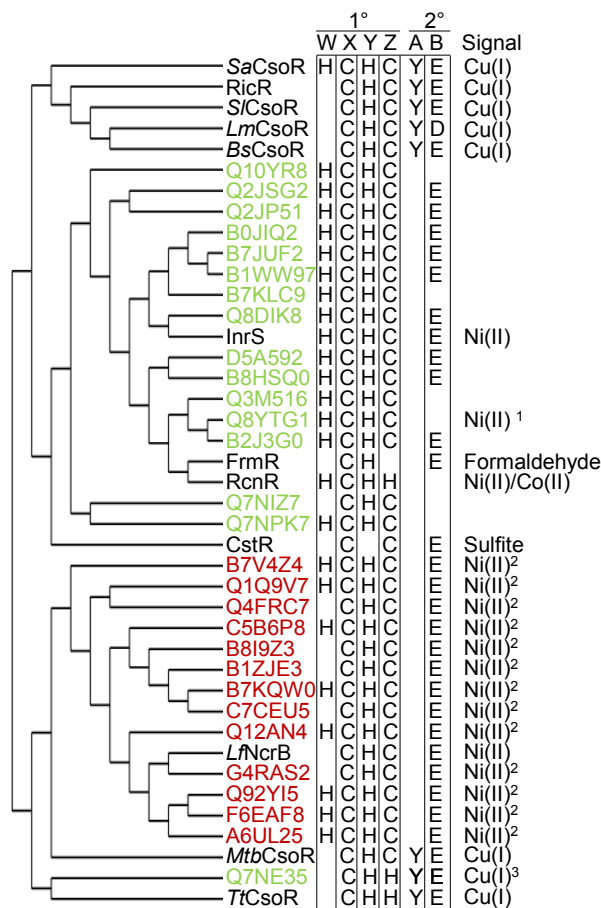 1° 2°
W X Y Z A B Signal
SaCsoR H C H C Y E Cu(I)
RicR C H C Y E Cu(I)
SlCsoR C H C Y E Cu(I)
LmCsoR C H C Y D Cu(I)
BsCsoR C H C Y E Cu(I)
Q10YR8 H C H C
Q2JSG2 H C H C E
Q2JP51 H C H C E
B0JIQ2 H C H C E
B7JUF2 H C H C E
B1WW97 H C H C E
B7KLC9 H C H C
Q8DIK8 H C H C E
InrS H C H C Ni(II)
D5A592 H C H C E
B8HSQ0 H C H C E
Q3M516 H C H C
Q8YTG1 H C H C Ni(II) ¹
B2J3G0 H C H C E
FrmR C H E Formaldehyde
RcnR H C H H Ni(II)/Co(II)
Q7NIZ7 C H C
Q7NPK7 H C H C
CstR C C E Sulfite
B7V4Z4 H C H C E Ni(II)²
Q1Q9V7 H C H C E Ni(II)²
Q4FRC7 C H C E Ni(II)²
C5B6P8 H C H C E Ni(II)²
B8I9Z3 C H C E Ni(II)²
B1ZJE3 C H C E Ni(II)²
B7KQW0 H C H C E Ni(II)²
C7CEU5 C H C E Ni(II)²
Q12AN4 H C H C E Ni(II)²
LfNcrB C H C E Ni(II)
G4RAS2 C H C E Ni(II)²
Q92YI5 H C H C E Ni(II)²
F6EAF8 H C H C E Ni(II)²
A6UL25 H C H C E Ni(II)²
MtbCsoR C H C Y E Cu(I)
Q7NE35 C H H Y E Cu(I)³
TtCsoR C H H Y E Cu(I)